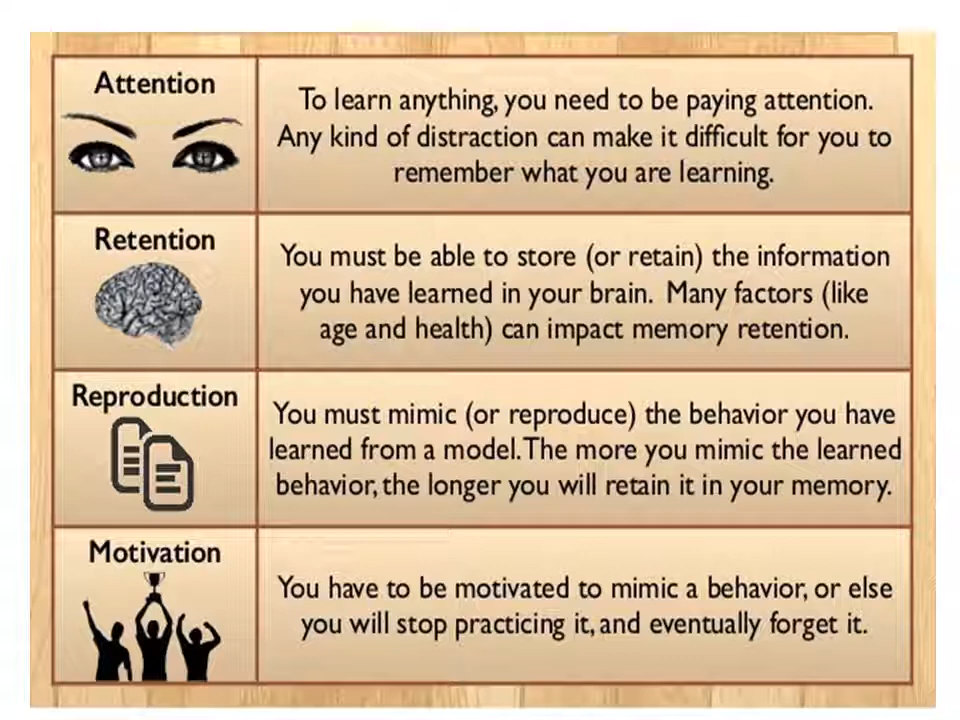 Attention
To learn anything, you need to be paying attention.
Any kind of distraction can make it difficult for you to
remember what you are learning.
Retention
You must be able to store (or retain) the information
you have learned in your brain. Many factors (like
age and health) can impact memory retention.
Reproduction
You must mimic (or reproduce) the behavior you have
learned from a model. The more you mimic the learned
behavior, the longer you will retain it in your memory.
Motivation
You have to be motivated to mimic a behavior, or else
you will stop practicing it, and eventually forget it.